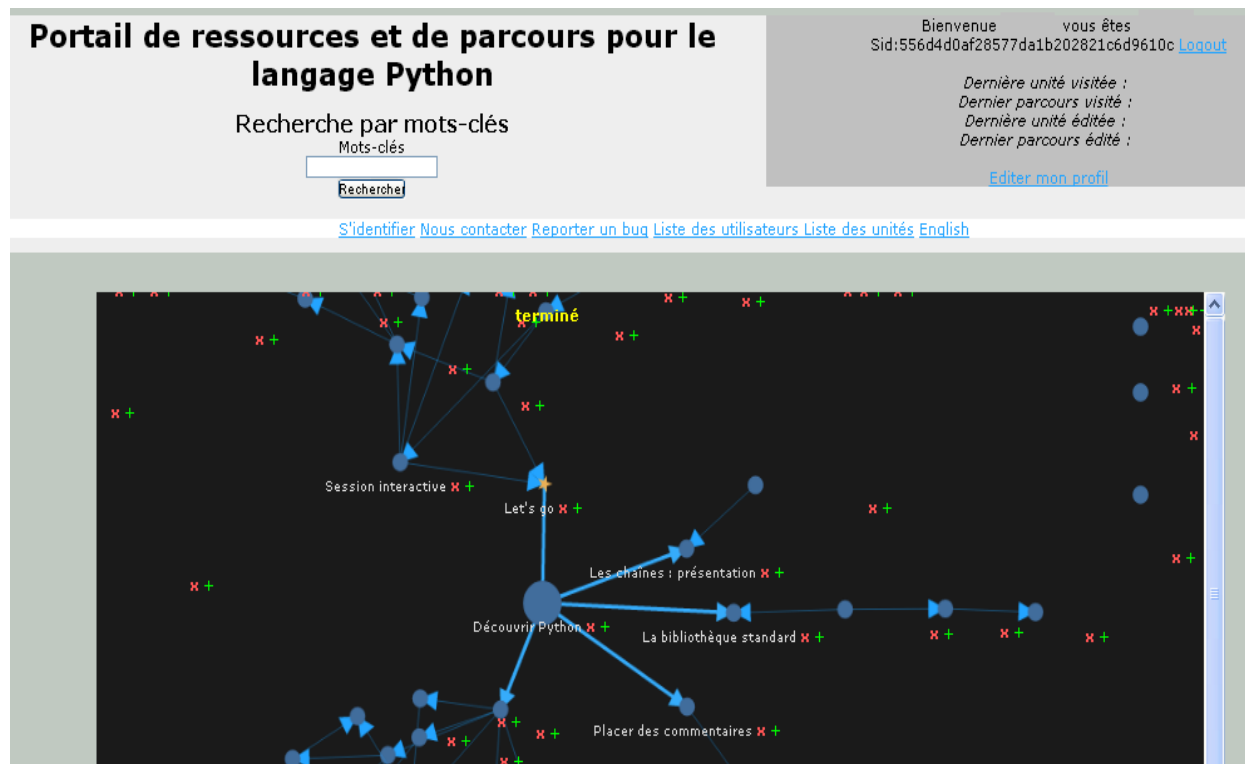 Portail de ressources et de parcours pour le
langage Python
Recherche par mots-clés
Mots-clés
Rechercher
Bienvenue vous êtes
Sid:556d4d0af28577da1b202821c6d9610c Logout
Dernière unité visitée :
Dernier parcours visité :
Dernière unité éditée :
Dernier parcours édité :
Editer mon profil
S'identifier Nous contacter Reporter un bug Liste des utilisateurs Liste des unités English
terminé
Session interactive x +
Let's go x +
Les chaînes : présentation x +
Découvrir Python x +
La bibliothèque standard x +
Placer des commentaires x +